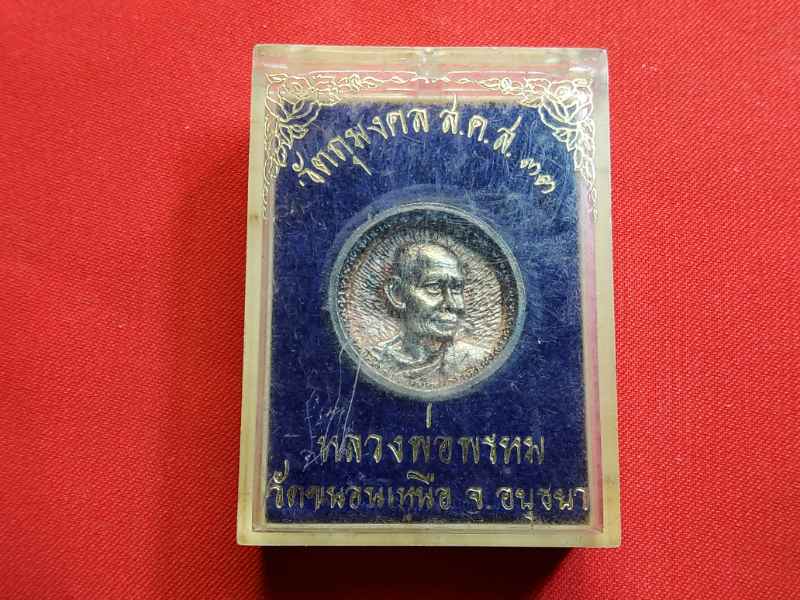 วัตถุมงคล ส.ค.ส. ๓๓
หลวงพ่อพรหม
วัดขนอนเหนือ จ. อยุธยา